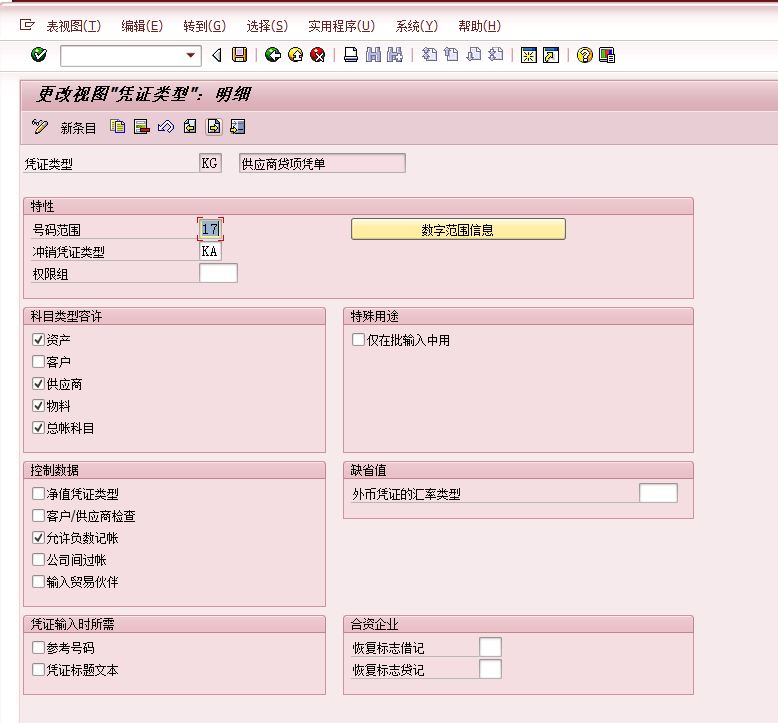 表视图(T) 编辑(E) 转到(G) 选择(S) 实用程序(U) 系统(Y) 帮助(H)
更改视图"凭证类型": 明细
新条目
凭证类型 KG 供应商贷项凭单
特性
号码范围 17 数字范围信息
冲销凭证类型 KA
权限组
科目类型容许 特殊用途
资产 仅在批输入中用
客户
供应商
物料
总帐科目
控制数据 缺省值
净值凭证类型 外币凭证的汇率类型
客户/供应商检查
允许负数记帐
公司间过帐
输入贸易伙伴
凭证输入时所需 合资企业
参考号码 恢复标志借记
凭证标题文本 恢复标志贷记